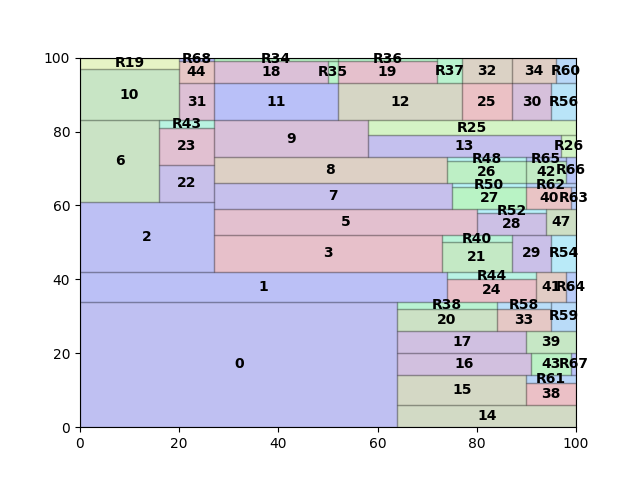 100
R19 R68 R34 R36
44 18 R35 19 R37 32 34 R60
10 31 11 12 25 30 R56
80
R43 R25
6 23 9 13 R26
R48 R65
8 26 42 R66
22 R50 R62
7 27 40 R63
60
R52
5 28 47
2 R40
3 21 29 R54
40
R44
1 24 41 R64
R38 R58
20 33 R59
17 39
20
0 16 43 R67
R61
15 38
14
0
0 20 40 60 80 100